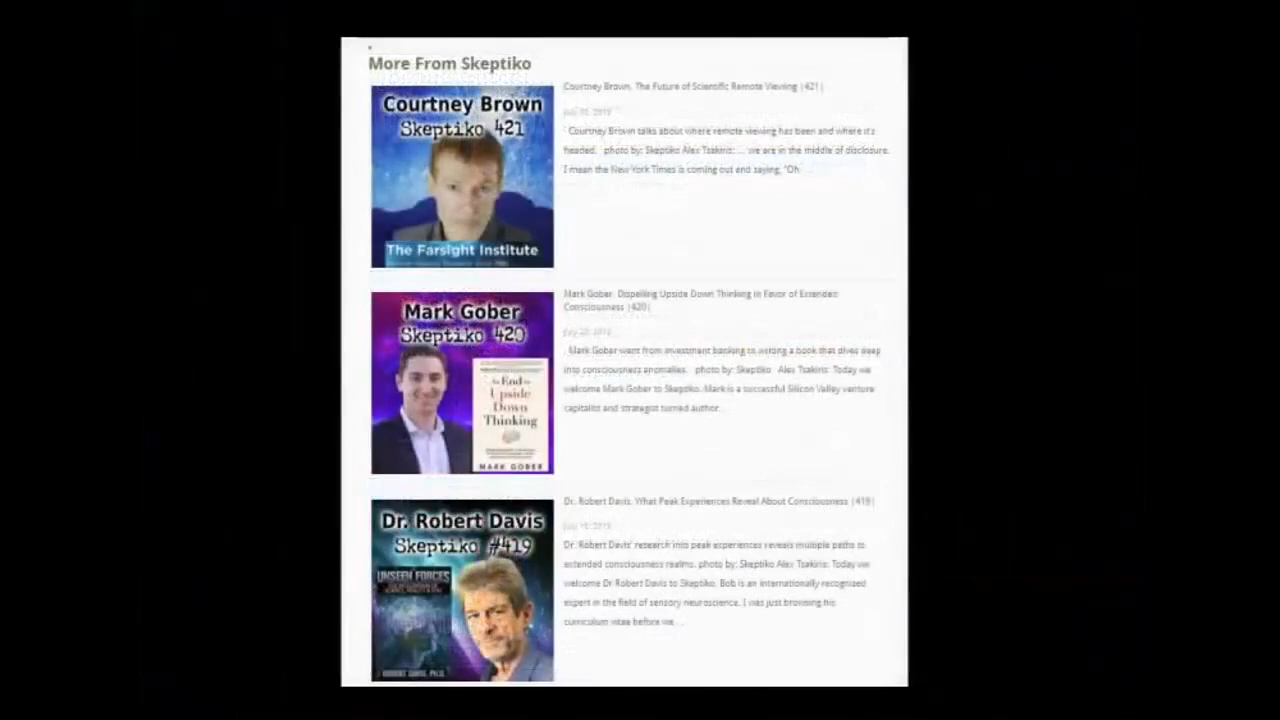 More From Skeptiko
Courtney Brown
Skeptiko 421
The Farsight Institute
Courtney Brown, The Future of Scientific Remote Viewing |421|
Courtney Brown talks about where remote viewing has been and where it's
headed. photo by: Skeptiko Alex Tsakiris: ... we are in the middle of disclosure.
I mean the New York Times is coming out and saying, "Oh ...
Mark Gober
Skeptiko 420
An End to
Upside
Down
Thinking
MARK GOBER
Mark Gober, Dispelling Upside Down Thinking in Favor of Extended
Consciousness |420|
Mark Gober went from investment banking to writing a book that dives deep
into consciousness anomalies. photo by: Skeptiko Alex Tsakiris: Today we
welcome Mark Gober to Skeptiko. Mark is a successful Silicon Valley venture
capitalist and strategist turned author...
Dr. Robert Davis
Skeptiko #419
UNSEEN FORCES
ROBERT DAVIS, PH.D.
Dr. Robert Davis, What Peak Experiences Reveal About Consciousness |419|
July 2019
Dr. Robert Davis' research into peak experiences reveals multiple paths to
extended consciousness realms. photo by: Skeptiko Alex Tsakiris: Today we
welcome Dr Robert Davis to Skeptiko. Bob is an internationally recognized
expert in the field of sensory neuroscience. I was just browsing his
curriculum vitae before we ...